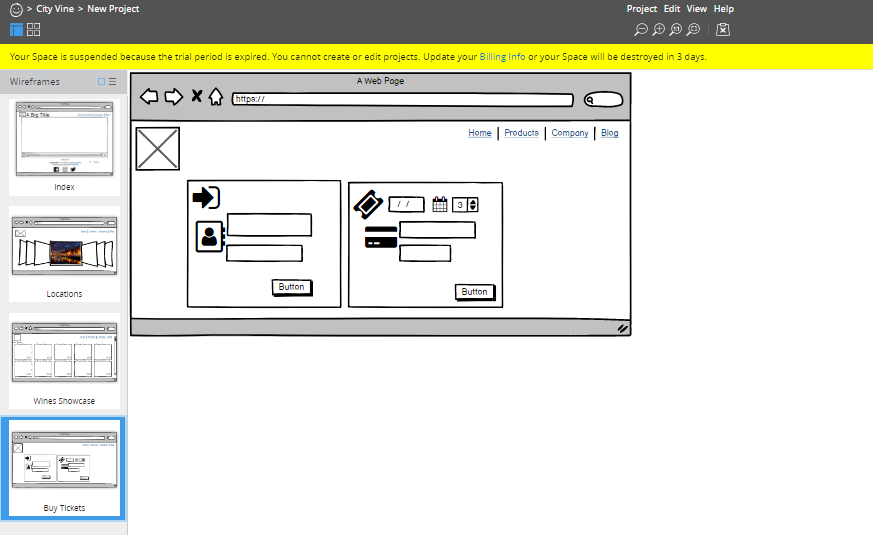 > City Vine > New Project
Project Edit View Help
Your Space is suspended because the trial period is expired. You cannot create or edit projects. Update your Billing Info or your Space will be destroyed in 3 days.
Wireframes
A Big Title
Index
Locations
Wines Showcase
Buy Tickets
A Web Page
https://
Home | Products | Company | Blog
/ /
3
Button
Button